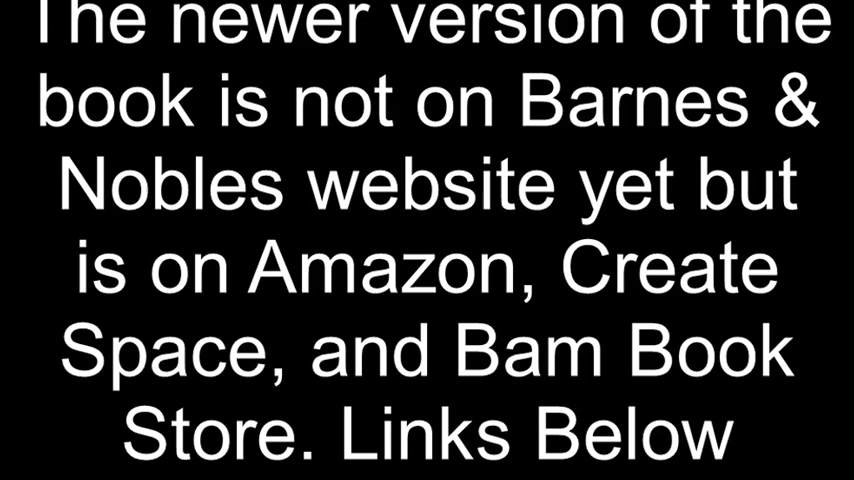 The newer version of the
book is not on Barnes &
Nobles website yet but
is on Amazon, Create
Space, and Bam Book
Store. Links Below